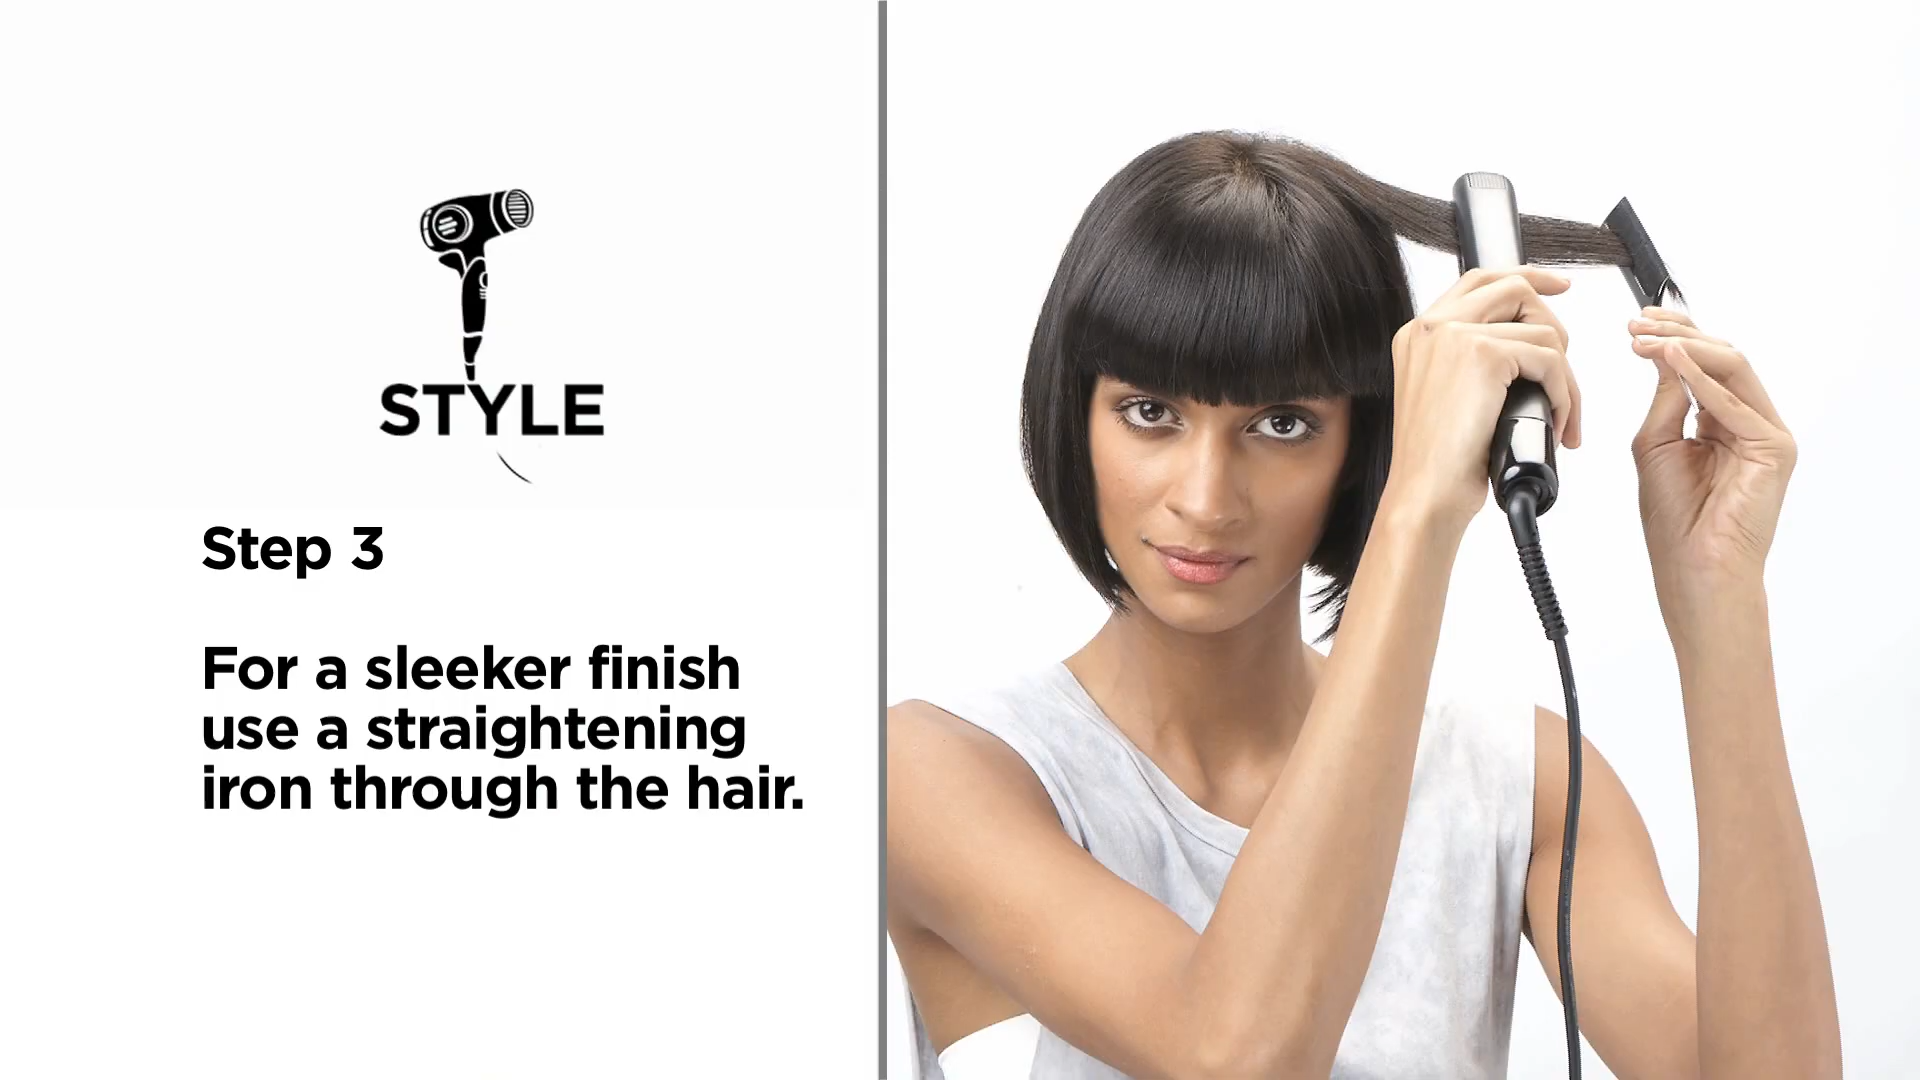 STYLE
Step 3
For a sleeker finish
use a straightening
iron through the hair.